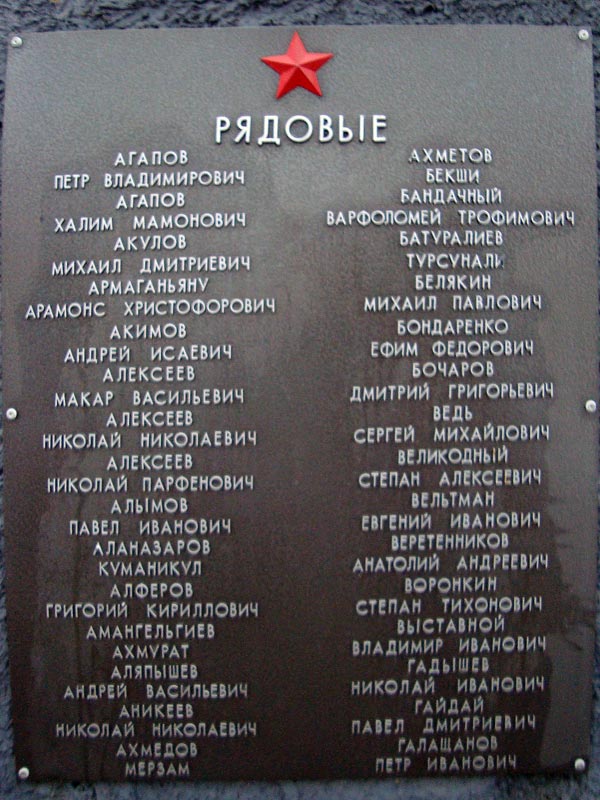 РЯДОВЫЕ
АГАПОВ
ПЕТР ВЛАДИМИРОВИЧ
АГАПОВ
ХАЛИМ МАМОНОВИЧ
АКУЛОВ
МИХАИЛ ДМИТРИЕВИЧ
АРМАГАНЬЯНУ
АРАМОНС ХРИСТОФОРОВИЧ
АКИМОВ
АНДРЕЙ ИСАЕВИЧ
АЛЕКСЕЕВ
МАКАР ВАСИЛЬЕВИЧ
АЛЕКСЕЕВ
НИКОЛАЙ НИКОЛАЕВИЧ
АЛЕКСЕЕВ
НИКОЛАЙ ПАРФЕНОВИЧ
АЛЫМОВ
ПАВЕЛ ИВАНОВИЧ
АЛАНАЗАРОВ
КУМАНИКУЛ
АЛФЕРОВ
ГРИГОРИЙ КИРИЛЛОВИЧ
АМАНГЕЛЬГИЕВ
АХМУРАТ
АЛЯПЫШЕВ
АНДРЕЙ ВАСИЛЬЕВИЧ
АНИКЕЕВ
НИКОЛАЙ НИКОЛАЕВИЧ
АХМЕДОВ
МЕРЗАМ
АХМЕТОВ
БЕКШИ
БАНДАЧНЫЙ
ВАРФОЛОМЕЙ ТРОФИМОВИЧ
БАТУРАЛИЕВ
ТУРСУНАЛИ
БЕЛЯКИН
МИХАИЛ ПАВЛОВИЧ
БОНДАРЕНКО
ЕФИМ ФЕДОРОВИЧ
БОЧАРОВ
ДМИТРИЙ ГРИГОРЬЕВИЧ
ВЕДЬ
СЕРГЕЙ МИХАЙЛОВИЧ
ВЕЛИКОДНЫЙ
СТЕПАН АЛЕКСЕЕВИЧ
ВЕЛЬТМАН
ЕВГЕНИЙ ИВАНОВИЧ
ВЕРЕТЕННИКОВ
АНАТОЛИЙ АНДРЕЕВИЧ
ВОРОНКИН
СТЕПАН ТИХОНОВИЧ
ВЫСТАВНОЙ
ВЛАДИМИР ИВАНОВИЧ
ГАДЫШЕВ
НИКОЛАЙ ИВАНОВИЧ
ГАЙДАЙ
ПАВЕЛ ДМИТРИЕВИЧ
ГАЛАЩАНОВ
ПЕТР ИВАНОВИЧ